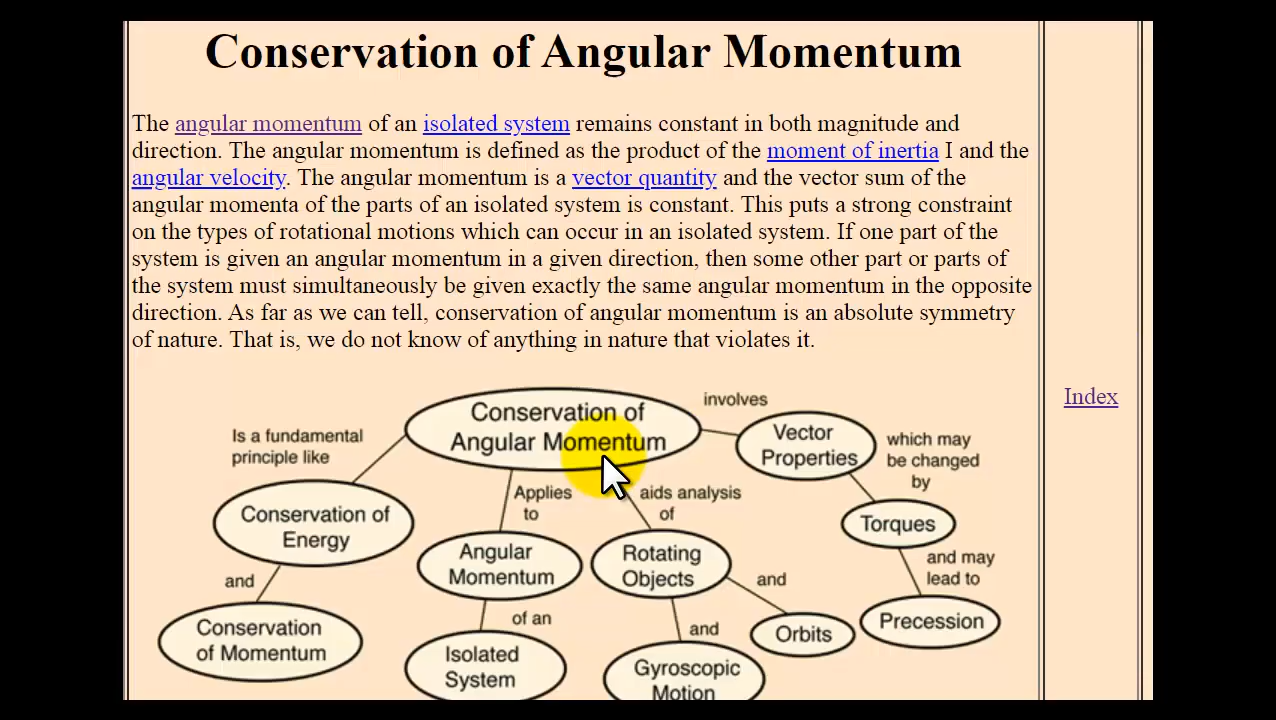 Conservation of Angular Momentum
The angular momentum of an isolated system remains constant in both magnitude and
direction. The angular momentum is defined as the product of the moment of inertia I and the
angular velocity. The angular momentum is a vector quantity and the vector sum of the
angular momenta of the parts of an isolated system is constant. This puts a strong constraint
on the types of rotational motions which can occur in an isolated system. If one part of the
system is given an angular momentum in a given direction, then some other part or parts of
the system must simultaneously be given exactly the same angular momentum in the opposite
direction. As far as we can tell, conservation of angular momentum is an absolute symmetry
of nature. That is, we do not know of anything in nature that violates it.
Index
Conservation of
Angular Momentum
involves
Vector
Properties
which may
be changed
by
Is a fundamental
principle like
Applies
to
aids analysis
of
Conservation of
Energy
Angular
Momentum
Rotating
Objects
Torques
and may
lead to
and
of an
and
and
Conservation
of Momentum
Isolated
System
Gyroscopic
Motion
Orbits
Precession